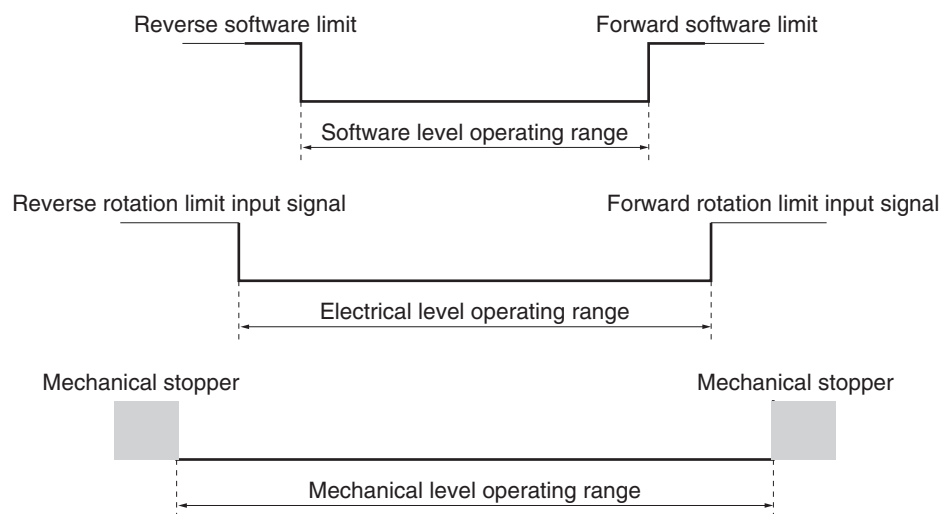 Reverse software limit
Forward software limit
Software level operating range
Reverse rotation limit input signal
Forward rotation limit input signal
Electrical level operating range
Mechanical stopper
Mechanical stopper
Mechanical level operating range